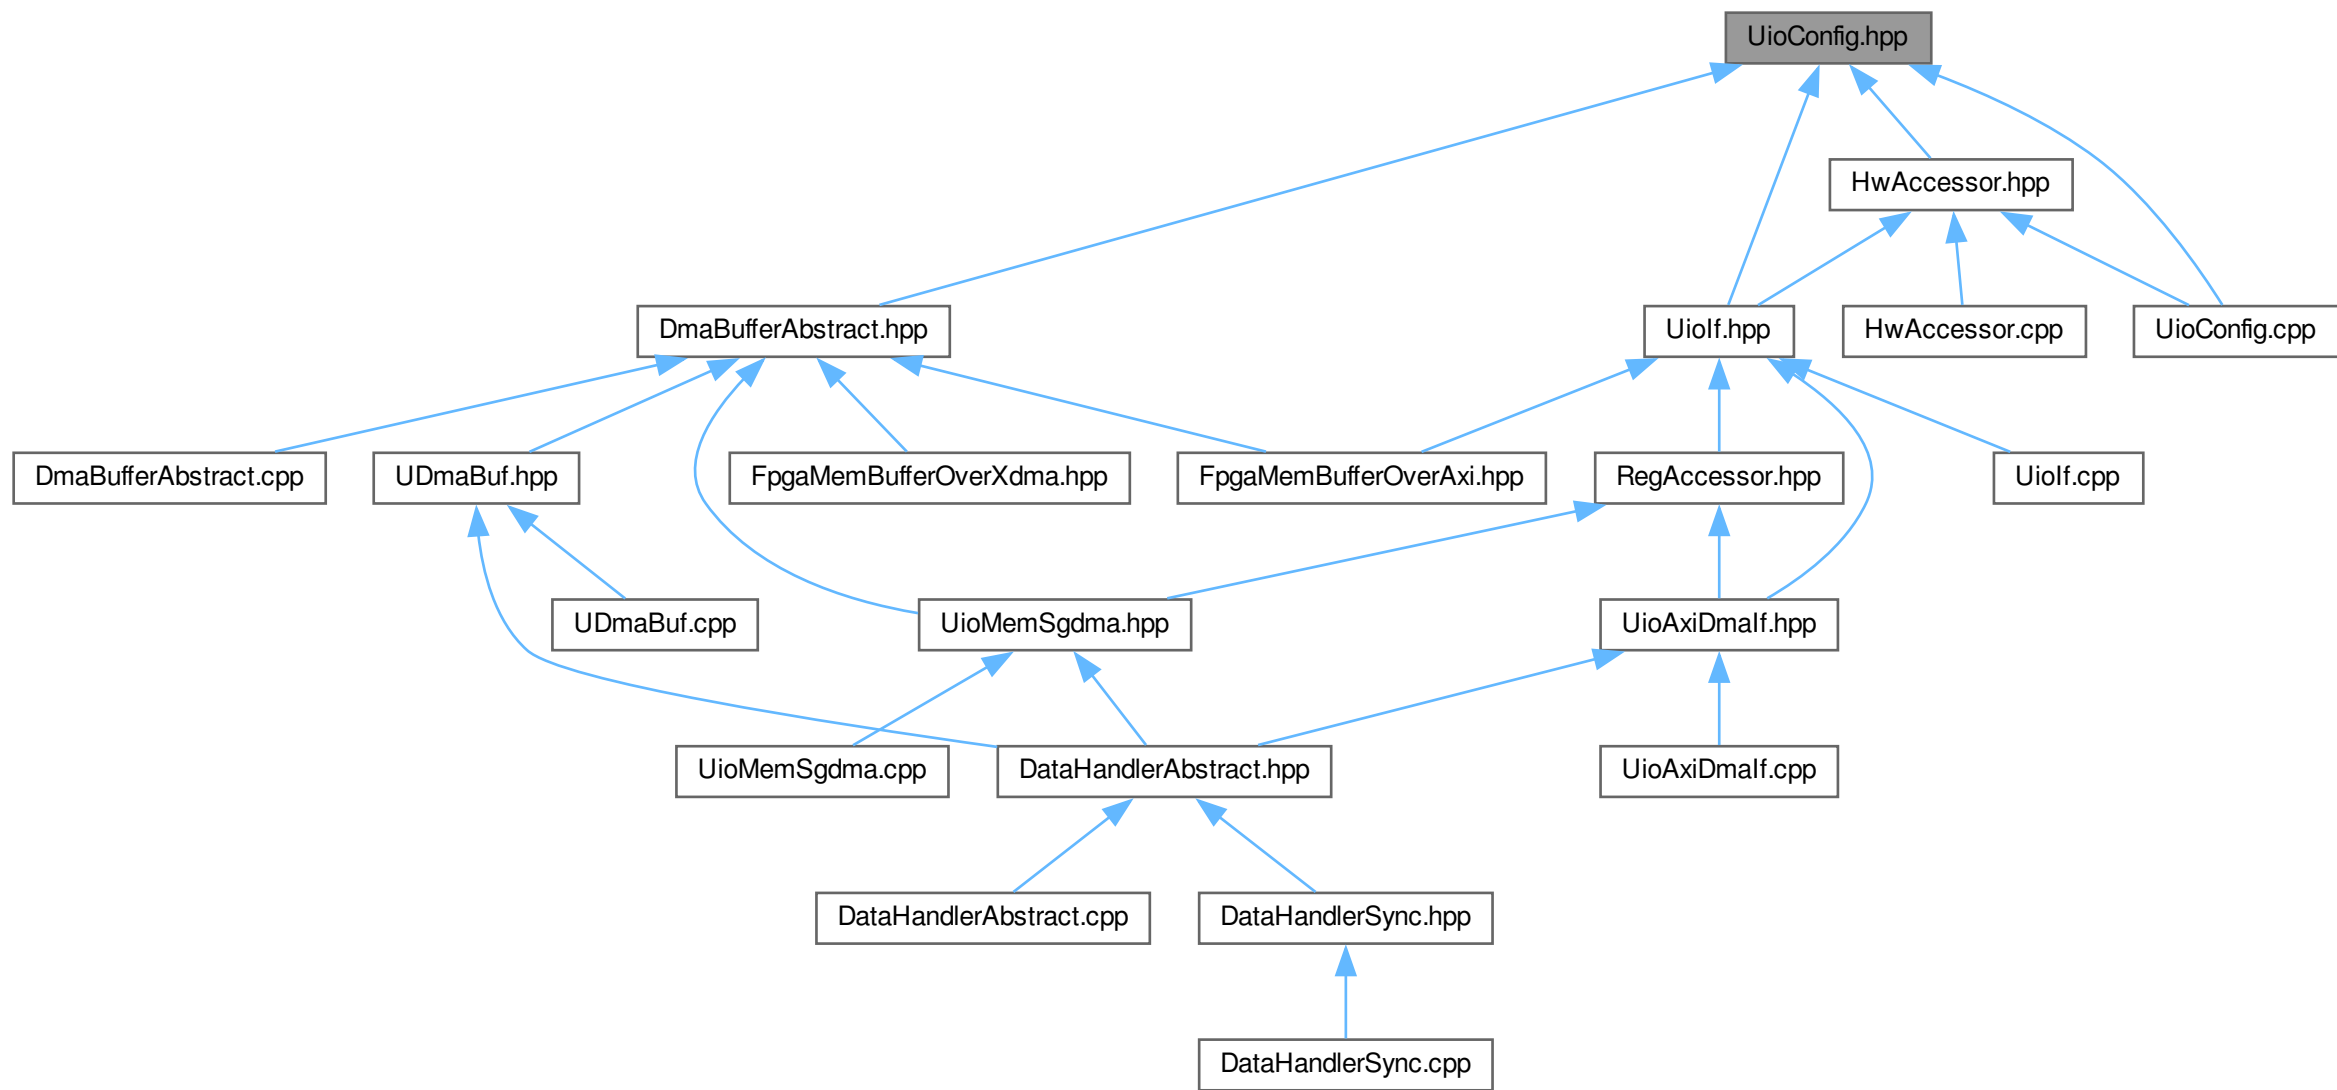 UioConfig.hpp
HwAccessor.hpp
DmaBufferAbstract.hpp
UioIf.hpp
HwAccessor.cpp
UioConfig.cpp
DmaBufferAbstract.cpp
UDmaBuf.hpp
FpgaMemBufferOverXdma.hpp
FpgaMemBufferOverAxi.hpp
RegAccessor.hpp
UioIf.cpp
UDmaBuf.cpp
UioMemSgdma.hpp
UioAxiDmaIf.hpp
UioMemSgdma.cpp
DataHandlerAbstract.hpp
UioAxiDmaIf.cpp
DataHandlerAbstract.cpp
DataHandlerSync.hpp
DataHandlerSync.cpp